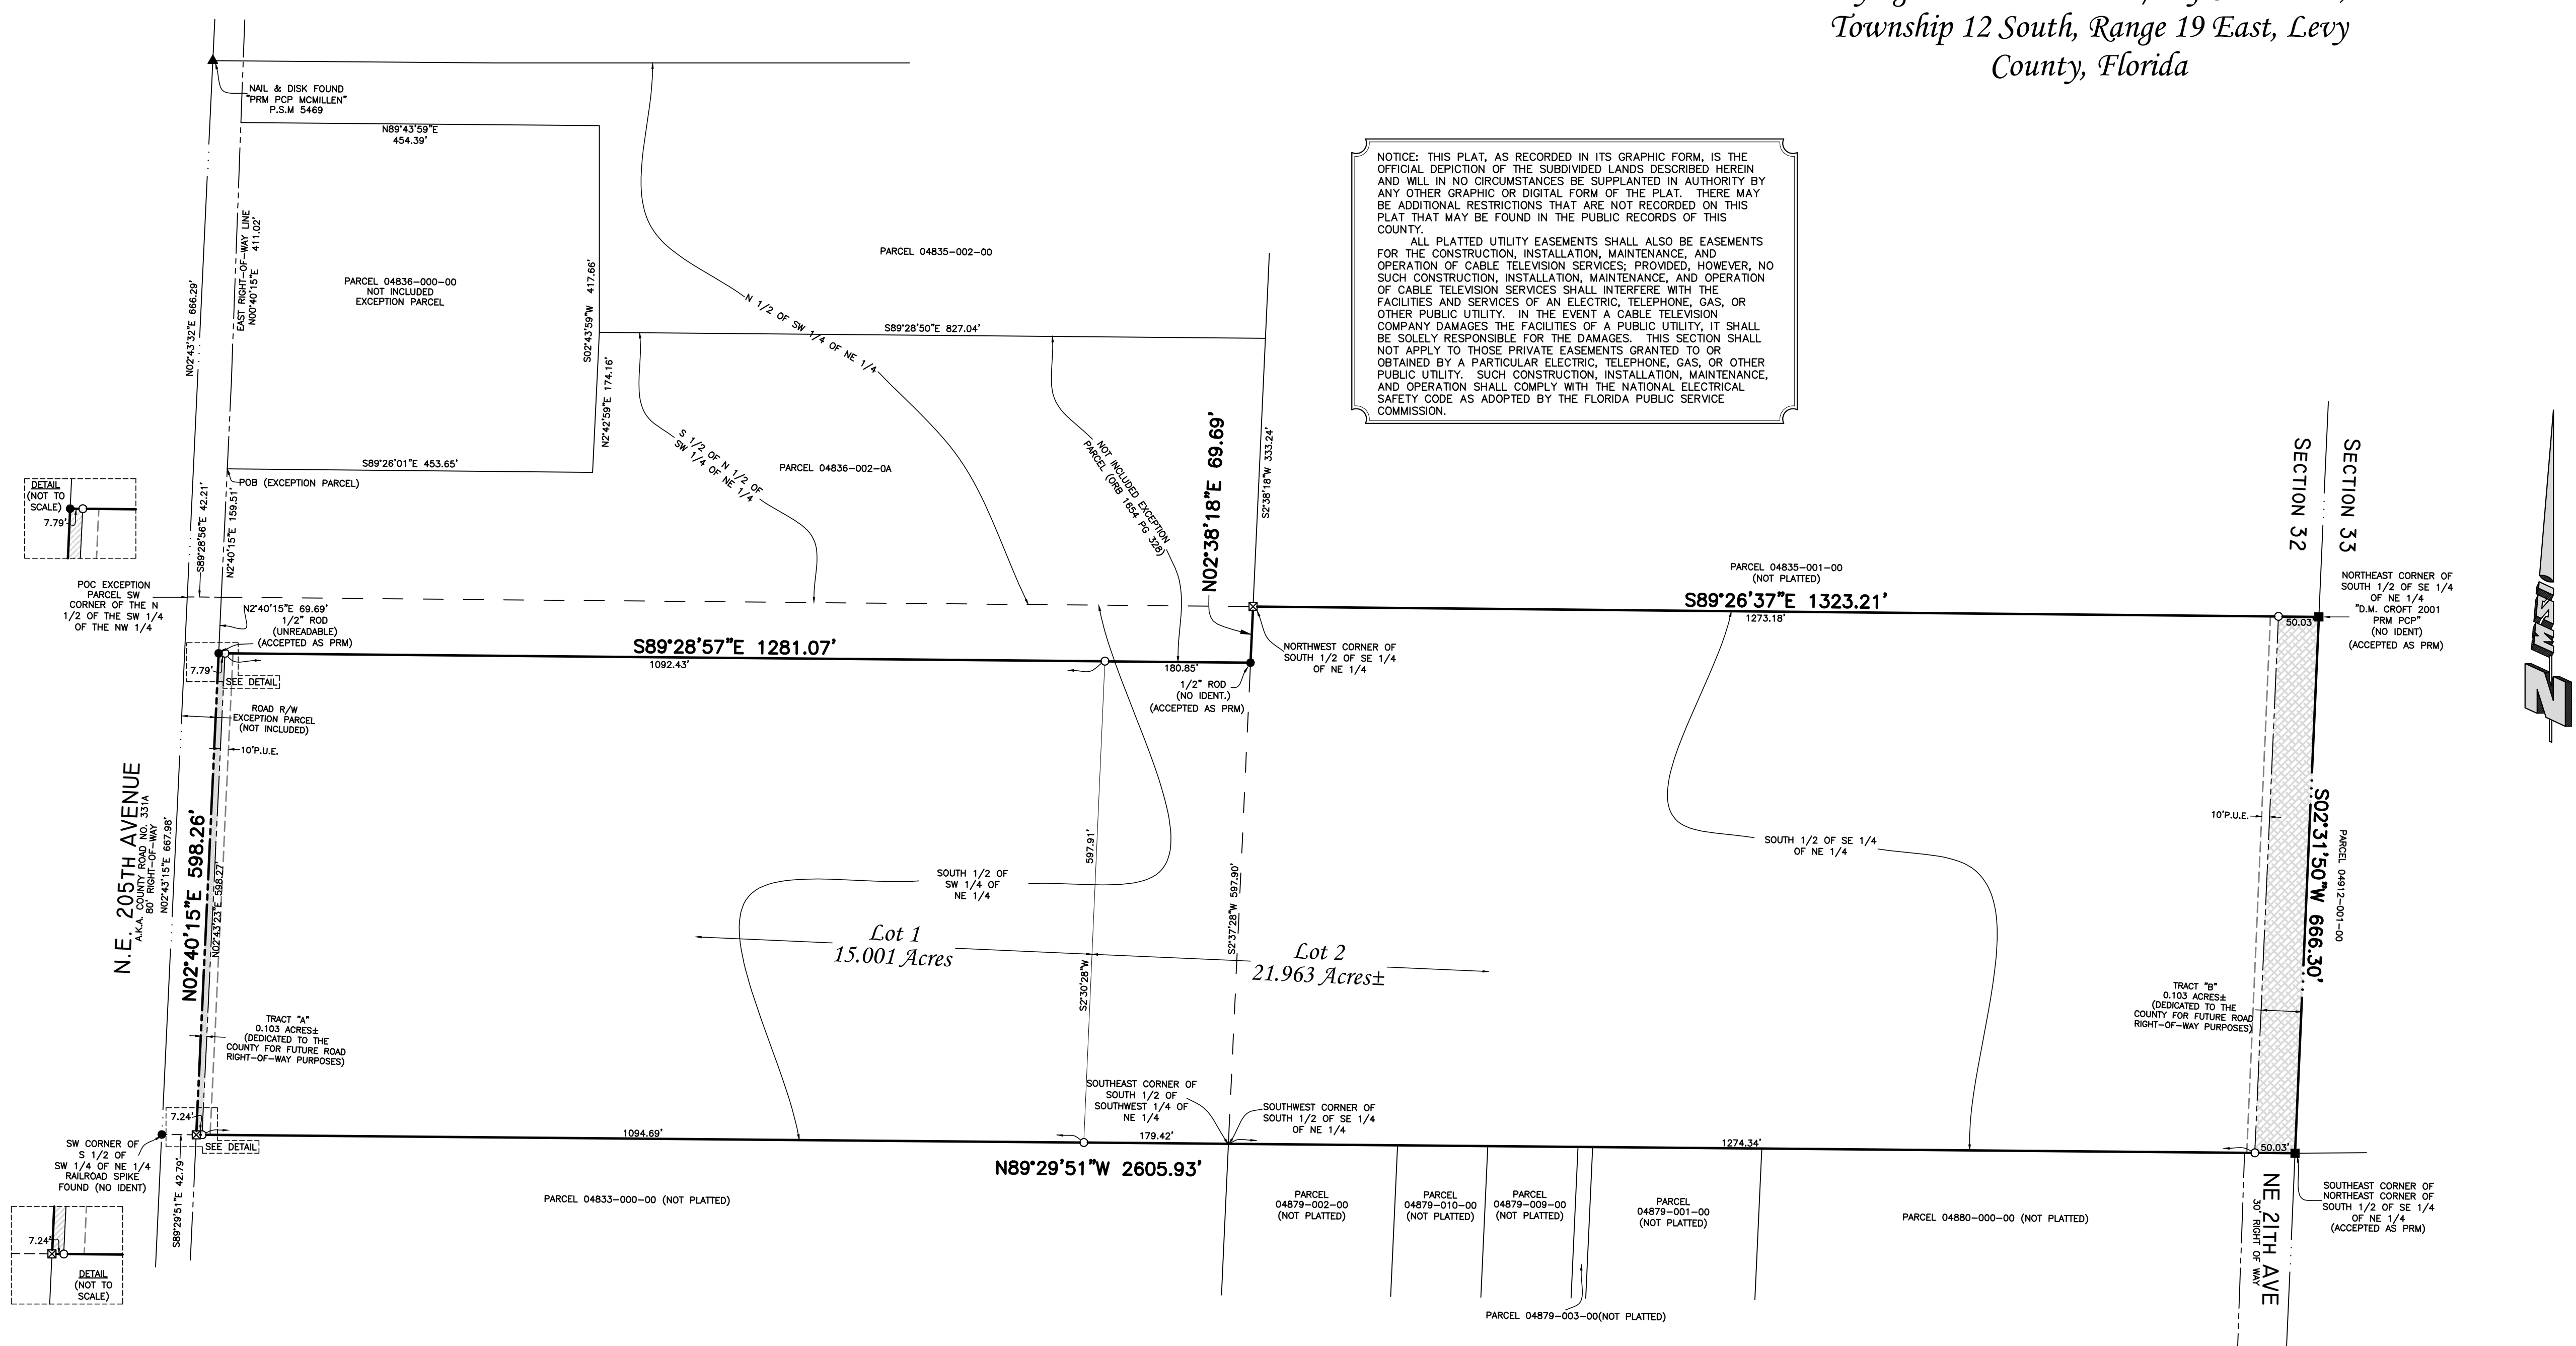 Township 12 South, Range 19 East, Levy
County, Florida
NAIL & DISK FOUND
"PRM PCP MCMILLEN"
P.S.M 5469
N89°43'59"E
454.39'
N02°43'32"E 666.29'
EAST RIGHT-OF-WAY LINE
N00°40'15"E 411.02'
PARCEL 04836-000-00
NOT INCLUDED
EXCEPTION PARCEL
S02°43'59"W 417.66'
N2°42'59"E 174.16'
S89°26'01"E 453.65'
POB (EXCEPTION PARCEL)
PARCEL 04835-002-00
N 1/2 OF SW 1/4 OF NE 1/4
S89°28'50"E 827.04'
S 1/2 OF N 1/2 OF
SW 1/4 OF NE 1/4
PARCEL 04836-002-0A
NOT INCLUDED EXCEPTION
PARCEL (ORB 1654 PG 328)
N02°38'18"E 69.69'
S2°38'18"W 333.24'
NOTICE: THIS PLAT, AS RECORDED IN ITS GRAPHIC FORM, IS THE
OFFICIAL DEPICTION OF THE SUBDIVIDED LANDS DESCRIBED HEREIN
AND WILL IN NO CIRCUMSTANCES BE SUPPLANTED IN AUTHORITY BY
ANY OTHER GRAPHIC OR DIGITAL FORM OF THE PLAT. THERE MAY
BE ADDITIONAL RESTRICTIONS THAT ARE NOT RECORDED ON THIS
PLAT THAT MAY BE FOUND IN THE PUBLIC RECORDS OF THIS
COUNTY.
ALL PLATTED UTILITY EASEMENTS SHALL ALSO BE EASEMENTS
FOR THE CONSTRUCTION, INSTALLATION, MAINTENANCE, AND
OPERATION OF CABLE TELEVISION SERVICES; PROVIDED, HOWEVER, NO
SUCH CONSTRUCTION, INSTALLATION, MAINTENANCE, AND OPERATION
OF CABLE TELEVISION SERVICES SHALL INTERFERE WITH THE
FACILITIES AND SERVICES OF AN ELECTRIC, TELEPHONE, GAS, OR
OTHER PUBLIC UTILITY. IN THE EVENT A CABLE TELEVISION
COMPANY DAMAGES THE FACILITIES OF A PUBLIC UTILITY, IT SHALL
BE SOLELY RESPONSIBLE FOR THE DAMAGES. THIS SECTION SHALL
NOT APPLY TO THOSE PRIVATE EASEMENTS GRANTED TO OR
OBTAINED BY A PARTICULAR ELECTRIC, TELEPHONE, GAS, OR OTHER
PUBLIC UTILITY. SUCH CONSTRUCTION, INSTALLATION, MAINTENANCE,
AND OPERATION SHALL COMPLY WITH THE NATIONAL ELECTRICAL
SAFETY CODE AS ADOPTED BY THE FLORIDA PUBLIC SERVICE
COMMISSION.
SECTION 32
SECTION 33
N
MSSI
DETAIL
(NOT TO
SCALE)
7.79'
S89°28'56"E 42.21'
N2°40'15"E 159.51'
POC EXCEPTION
PARCEL SW
CORNER OF THE N
1/2 OF THE SW 1/4
OF THE NW 1/4
N2°40'15"E 69.69'
1/2" ROD
(UNREADABLE)
(ACCEPTED AS PRM)
7.79'
SEE DETAIL
S89°28'57"E 1281.07'
1092.43'
180.85'
1/2" ROD
(NO IDENT.)
(ACCEPTED AS PRM)
NORTHWEST CORNER OF
SOUTH 1/2 OF SE 1/4
OF NE 1/4
PARCEL 04835-001-00
(NOT PLATTED)
S89°26'37"E 1323.21'
1273.18'
50.03'
NORTHEAST CORNER OF
SOUTH 1/2 OF SE 1/4
OF NE 1/4
"D.M. CROFT 2001
PRM PCP"
(NO IDENT)
(ACCEPTED AS PRM)
ROAD R/W
EXCEPTION PARCEL
(NOT INCLUDED)
10'P.U.E.
N.E. 205TH AVENUE
A.K.A. COUNTY ROAD NO. 331A
80' RIGHT-OF-WAY
N02°43'15"E 667.98'
N02°40'15"E 598.26'
N02°43'23"E 598.27'
SOUTH 1/2 OF
SW 1/4 OF
NE 1/4
597.91'
S2°30'28"W
S2°37'28"W 597.90'
Lot 1
15.001 Acres
Lot 2
21.963 Acres±
SOUTH 1/2 OF SE 1/4
OF NE 1/4
10'P.U.E.
S02°31'50"W 666.30'
PARCEL 04912-001-00
TRACT "A"
0.103 ACRES±
(DEDICATED TO THE
COUNTY FOR FUTURE ROAD
RIGHT-OF-WAY PURPOSES)
TRACT "B"
0.103 ACRES±
(DEDICATED TO THE
COUNTY FOR FUTURE ROAD
RIGHT-OF-WAY PURPOSES)
7.24'
SEE DETAIL
SW CORNER OF
S 1/2 OF
SW 1/4 OF NE 1/4
RAILROAD SPIKE
FOUND (NO IDENT)
S89°29'51"E 42.79'
1094.69'
SOUTHEAST CORNER OF
SOUTH 1/2 OF
SOUTHWEST 1/4 OF
NE 1/4
179.42'
SOUTHWEST CORNER OF
SOUTH 1/2 OF SE 1/4
OF NE 1/4
1274.34'
50.03'
N89°29'51"W 2605.93'
PARCEL 04833-000-00 (NOT PLATTED)
PARCEL
04879-002-00
(NOT PLATTED)
PARCEL
04879-010-00
(NOT PLATTED)
PARCEL
04879-009-00
(NOT PLATTED)
PARCEL
04879-001-00
(NOT PLATTED)
PARCEL 04880-000-00 (NOT PLATTED)
PARCEL 04879-003-00(NOT PLATTED)
NE 21TH AVE
30' RIGHT OF WAY
SOUTHEAST CORNER OF
NORTHEAST CORNER OF
SOUTH 1/2 OF SE 1/4
OF NE 1/4
(ACCEPTED AS PRM)
7.24'
DETAIL
(NOT TO
SCALE)